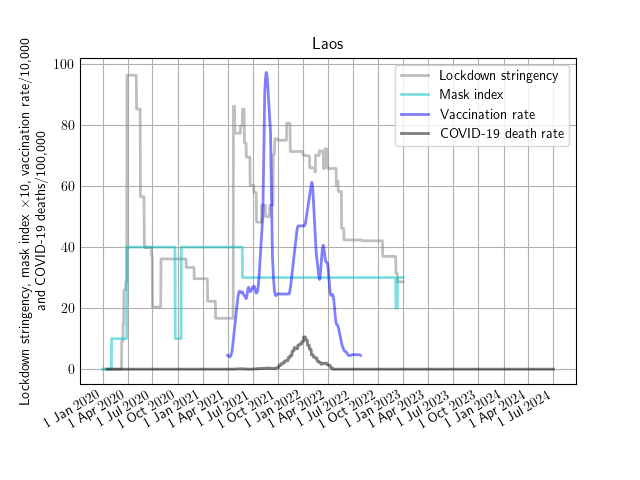 Laos
Lockdown stringency, mask index ×10, vaccination rate/10,000
and COVID-19 deaths/100,000
100
80
60
40
20
0
Lockdown stringency
Mask index
Vaccination rate
COVID-19 death rate
1 Jan 2020
1 Apr 2020
1 Jul 2020
1 Oct 2020
1 Jan 2021
1 Apr 2021
1 Jul 2021
1 Oct 2021
1 Jan 2022
1 Apr 2022
1 Jul 2022
1 Oct 2022
1 Jan 2023
1 Apr 2023
1 Jul 2023
1 Oct 2023
1 Jan 2024
1 Apr 2024
1 Jul 2024